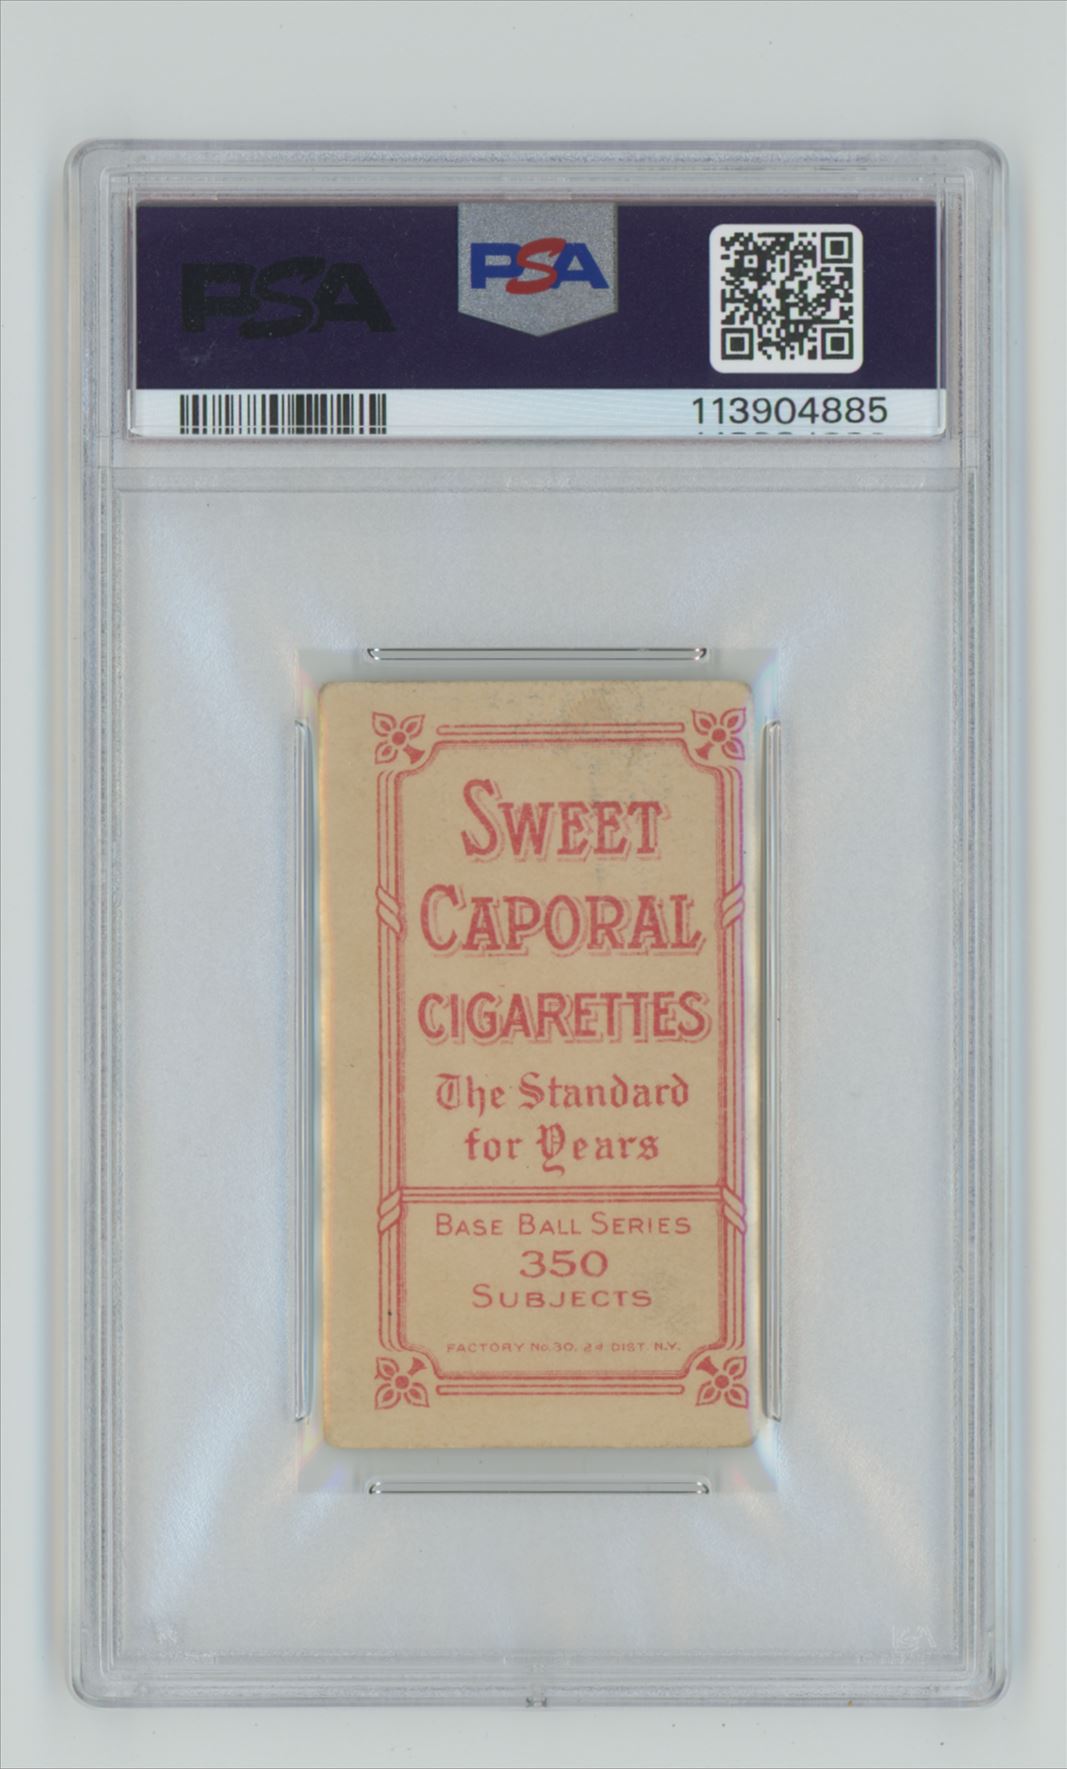 PSA
PSA
113904885
SWEET
CAPORAL
CIGARETTES
The Standard
for Years
BASE BALL SERIES
350
SUBJECTS
FACTORY No. 30, 2d DIST. N.Y.